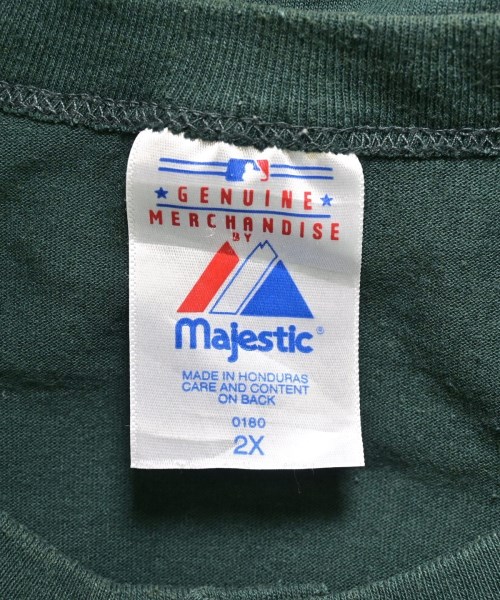 GENUINE
MERCHANDISE
BY
Majestic®
MADE IN HONDURAS
CARE AND CONTENT
ON BACK
0180
2X